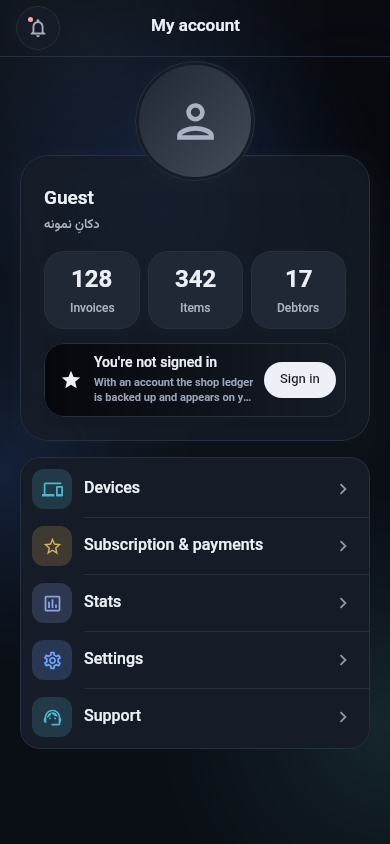 My account
Guest
دکانِ نمونه
128
Invoices
342
Items
17
Debtors
You're not signed in
With an account the shop ledger
is backed up and appears on y…
Sign in
Devices
Subscription & payments
Stats
Settings
Support